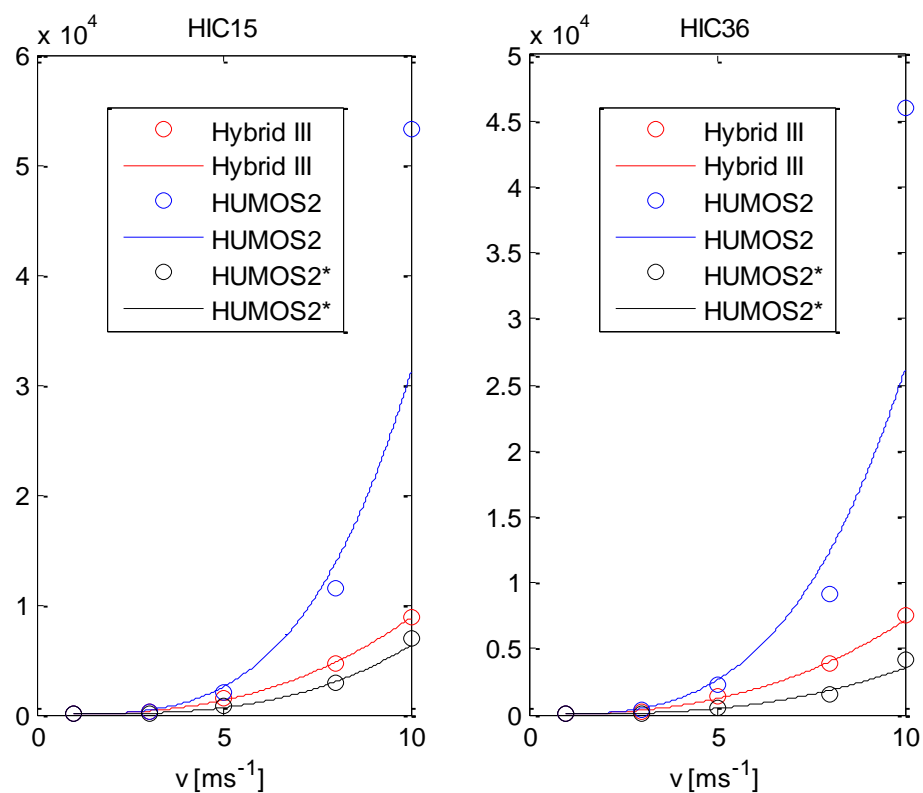 HIC15
x 10^4
6
5
4
3
2
1
0
0
5
10
v [ms^-1]
Hybrid III
Hybrid III
HUMOS2
HUMOS2
HUMOS2*
HUMOS2*
HIC36
x 10^4
5
4.5
4
3.5
3
2.5
2
1.5
1
0.5
0
0
5
10
v [ms^-1]
Hybrid III
Hybrid III
HUMOS2
HUMOS2
HUMOS2*
HUMOS2*